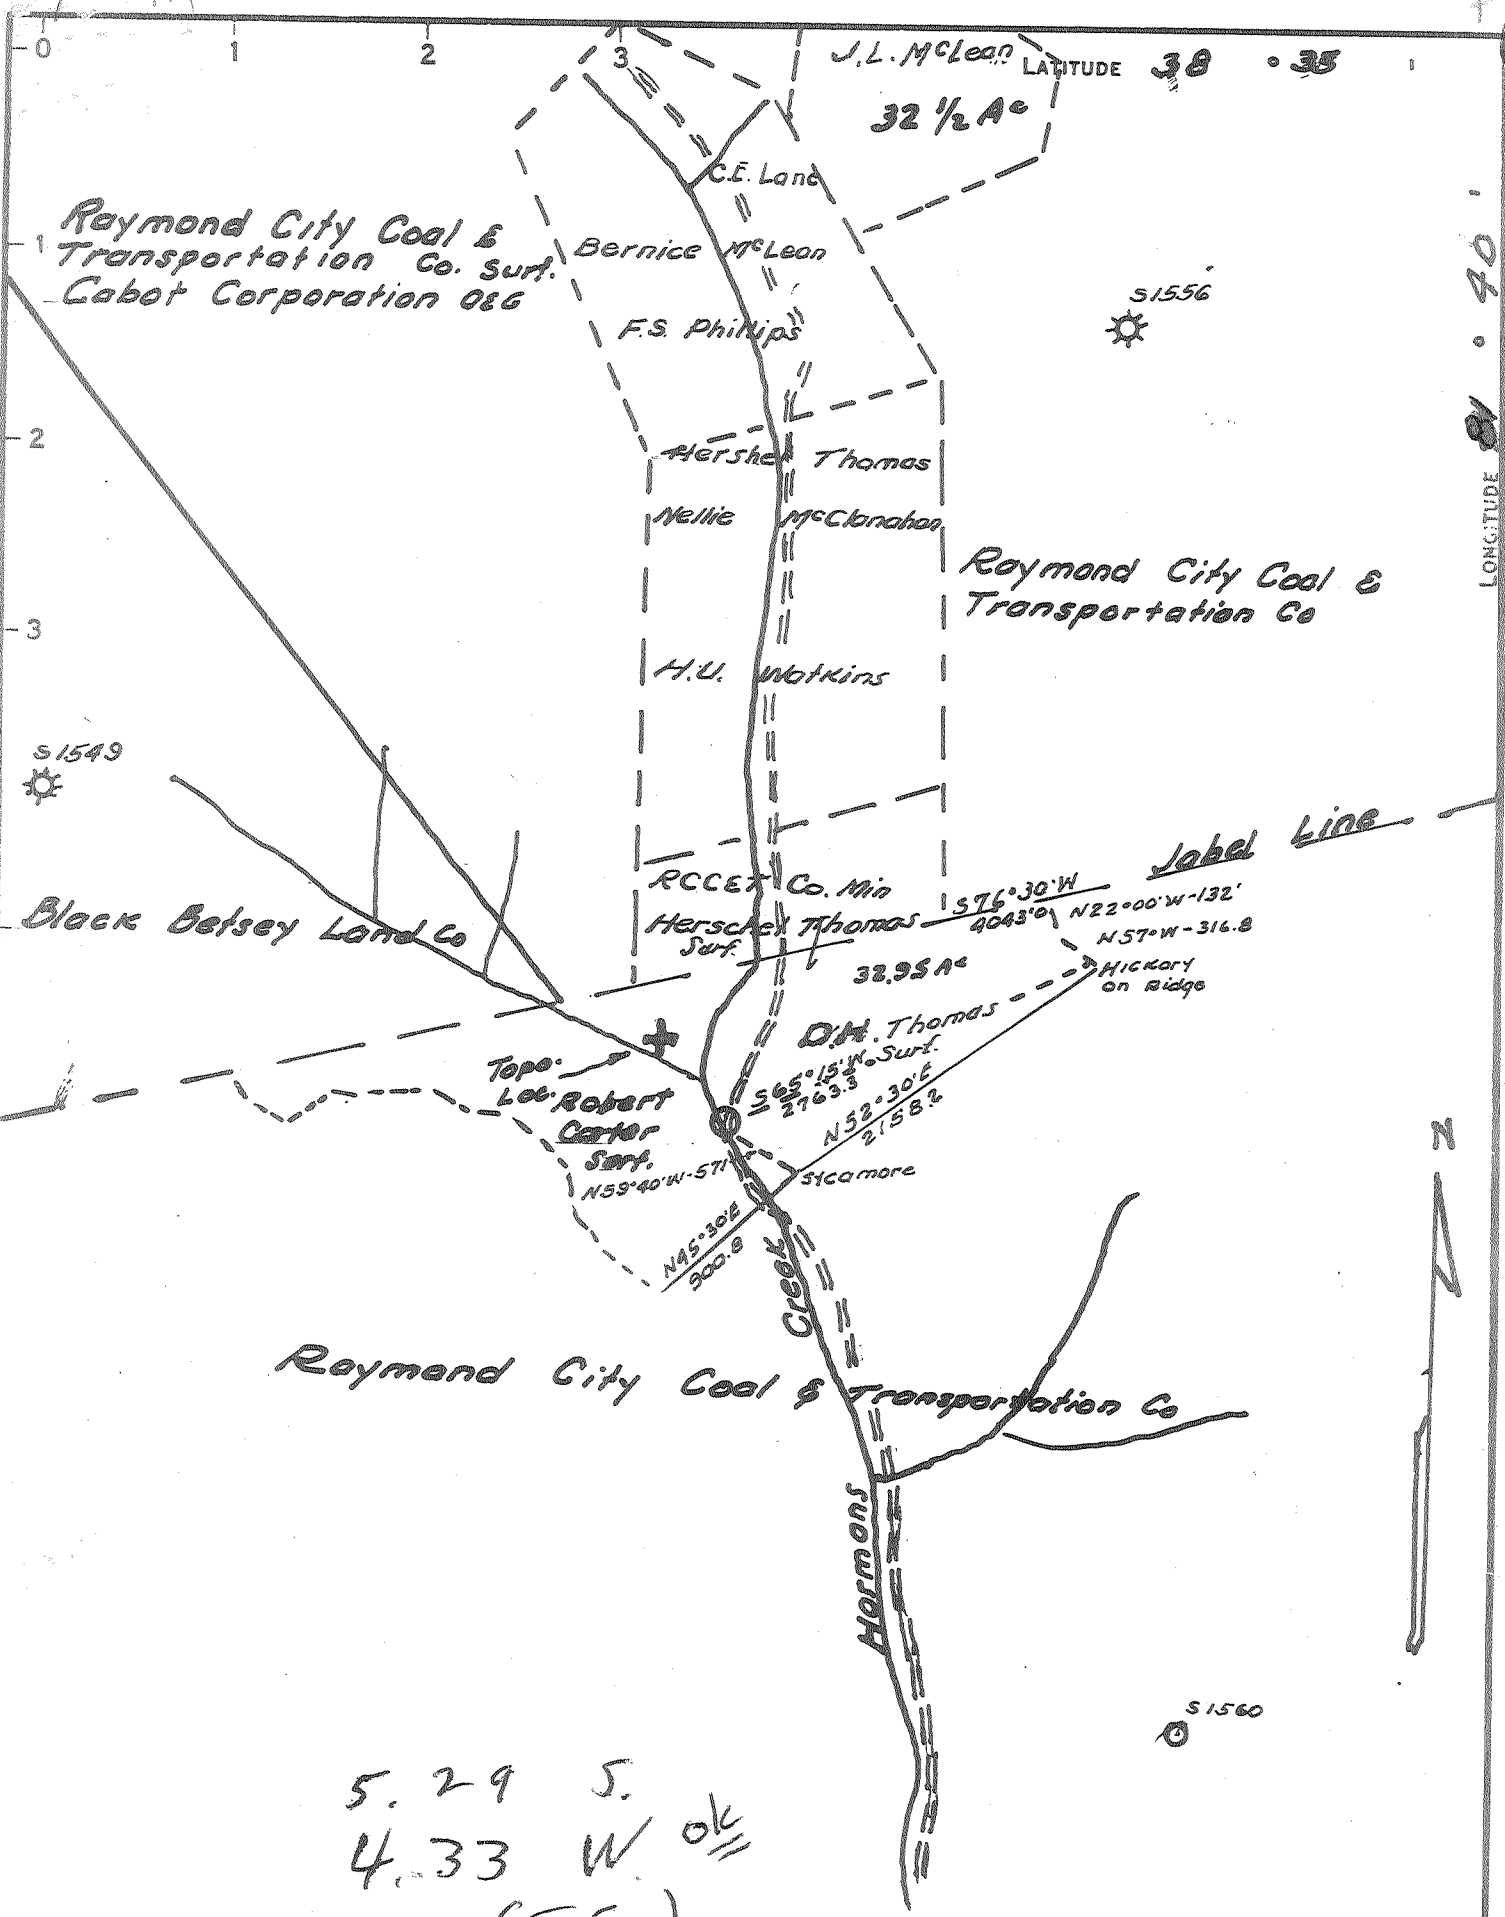 0 1 2 3
J.L. McLean
LATITUDE 38 ° 35 '
32 1/2 Ac
C.E. Lane
Raymond City Coal &
Transportation Co. Surf.
Cabot Corporation O&G
1
Bernice McLean
LONGITUDE 81 ° 40 '
S1556
F.S. Phillips
2
Hershel Thomas
Nellie McClanahan
Raymond City Coal &
Transportation Co
3
H.U. Watkins
S1549
Jabel Line
RCC&T Co. Min
S76°30'W
4043'
N22°00'W-132'
Black Betsey Land Co
Herschel Thomas
Surf.
N57°W-316.8
32.95 Ac
Hickory
on Ridge
D.H. Thomas
Surf.
Topo.
Loc.
S65°15'W
2763.3
N52°30'E
2158.2
Robert
Carter
Surf.
N59°40'W-571
Sycamore
N
N45°30'E
900.8
Creek
Raymond City Coal & Transportation Co
Harmons
S1560
5.29 S.
4.33 W. ok